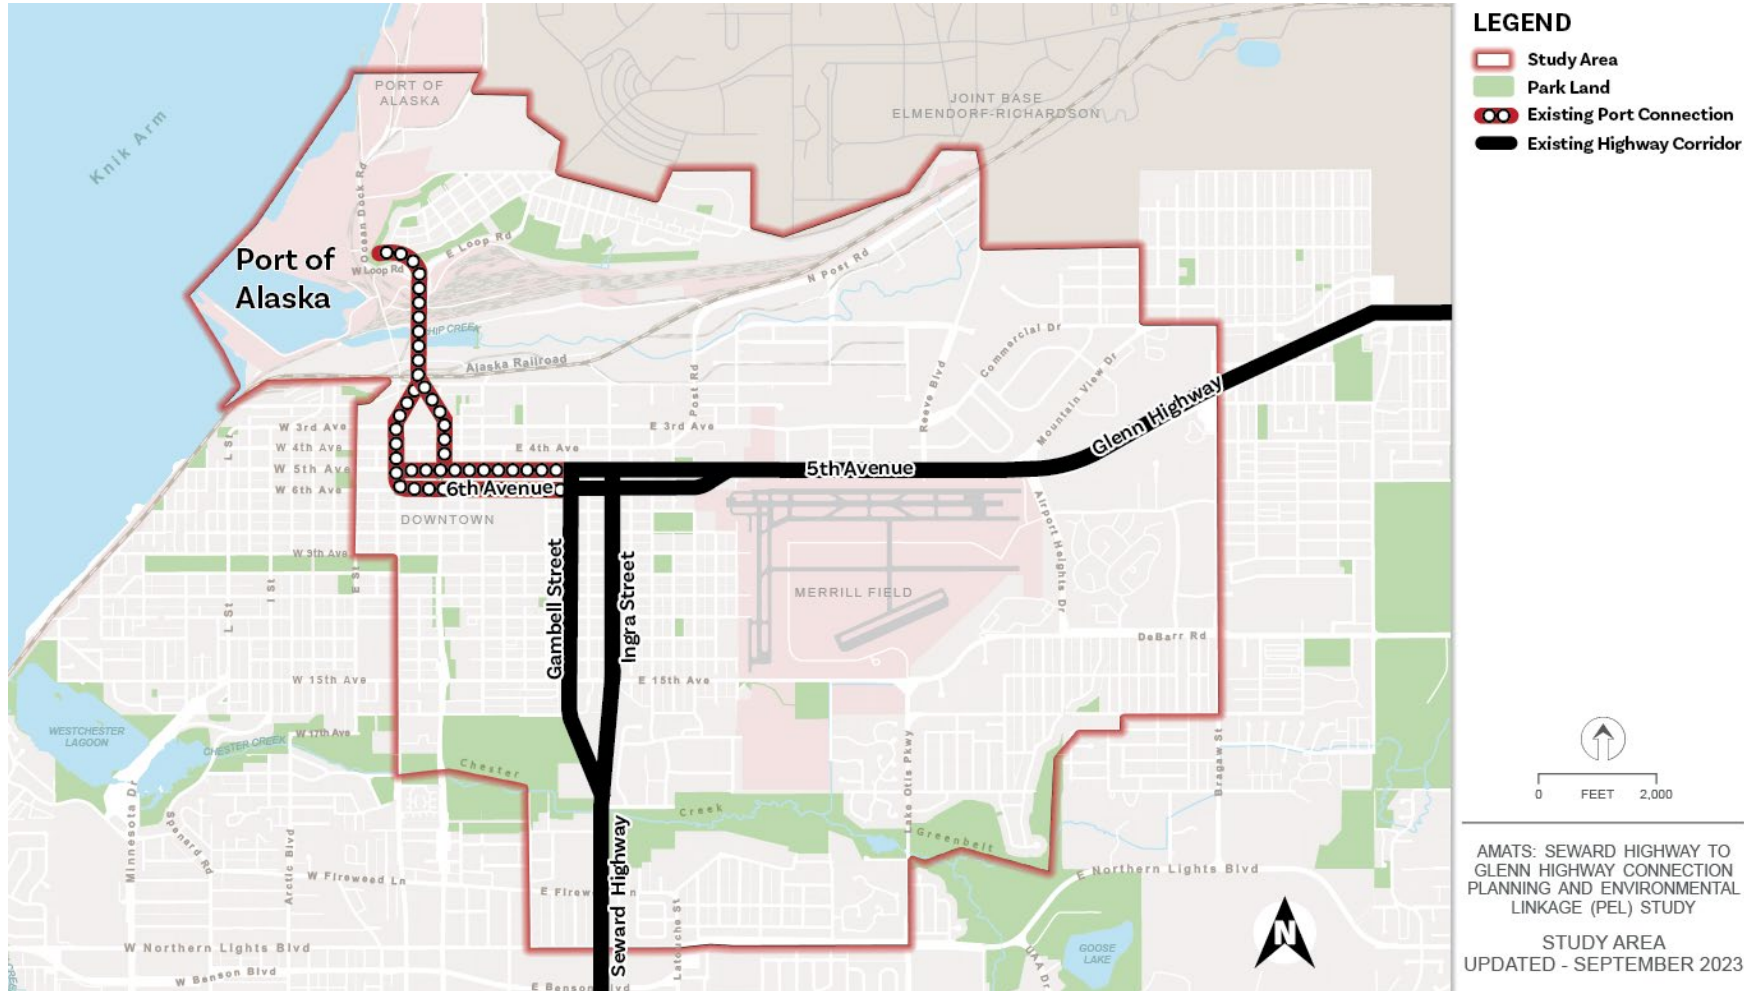 LEGEND
Study Area
Park Land
Existing Port Connection
Existing Highway Corridor
PORT OF
ALASKA
JOINT BASE
ELMENDORF-RICHARDSON
Knik Arm
Ocean Dock Rd
E Loop Rd
W Loop Rd
Port of
Alaska
N Post Rd
SHIP CREEK
Alaska Railroad
Commercial Dr
Mountain View Dr
Reeve Blvd
Post Rd
Glenn Highway
W 3rd Ave
E 3rd Ave
W 4th Ave
E 4th Ave
L St
W 5th Ave
5th Avenue
W 6th Ave
6th Avenue
DOWNTOWN
Airport Heights Dr
W 9th Ave
I St
E St
L St
Gambell Street
Ingra Street
MERRILL FIELD
DeBarr Rd
W 15th Ave
E 15th Ave
WESTCHESTER
LAGOON
CHESTER CREEK
W 17th Ave
Chester
Creek
Greenbelt
Lake Otis Pkwy
Bragaw St
Minnesota Dr
Spenard Rd
Arctic Blvd
W Fireweed Ln
E Firew n
Seward Highway
Latouche St
E Northern Lights Blvd
W Northern Lights Blvd
W Benson Blvd
E Benson Blvd
UAA Dr
GOOSE
LAKE
N
0 FEET 2,000
AMATS: SEWARD HIGHWAY TO
GLENN HIGHWAY CONNECTION
PLANNING AND ENVIRONMENTAL
LINKAGE (PEL) STUDY
STUDY AREA
UPDATED - SEPTEMBER 2023